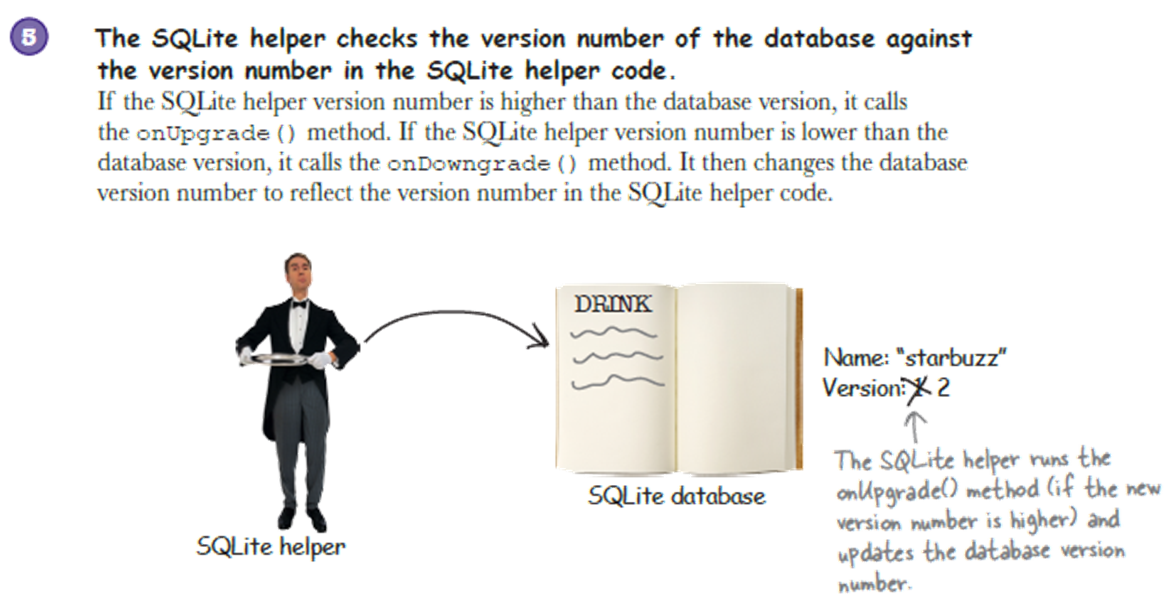 5
The SQLite helper checks the version number of the database against
the version number in the SQLite helper code.
If the SQLite helper version number is higher than the database version, it calls
the onUpgrade() method. If the SQLite helper version number is lower than the
database version, it calls the onDowngrade() method. It then changes the database
version number to reflect the version number in the SQLite helper code.
DRINK
Name: “starbuzz”
Version: 1 2
The SQLite helper runs the
onUpgrade() method (if the new
version number is higher) and
updates the database version
number.
SQLite database
SQLite helper